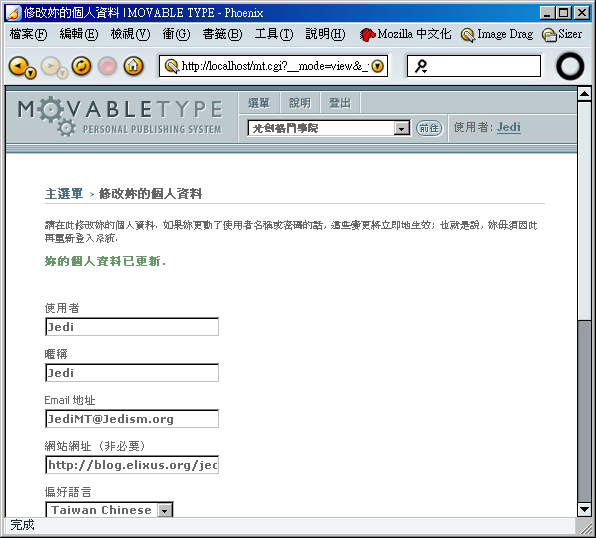 修改妳的個人資料 | MOVABLE TYPE - Phoenix
檔案(F) 編輯(E) 檢視(V) 衝(G) 書籤(B) 工具(T) 說明(H) Mozilla 中文化 Image Drag Sizer
http://localhost/mt.cgi?__mode=view&_
MOVABLETYPE
PERSONAL PUBLISHING SYSTEM
選單 說明 登出
光劍格鬥學院 前往 使用者: Jedi
主選單 > 修改妳的個人資料
請在此修改妳的個人資料. 如果妳更動了使用者名稱或密碼的話, 這些變更將立即地生效; 也就是說, 妳毋須因此
再重新登入系統.
妳的個人資料已更新.
使用者
Jedi
暱稱
Jedi
Email 地址
JediMT@Jedism.org
網站網址 (非必要)
http://blog.elixus.org/jec
偏好語言
Taiwan Chinese
完成